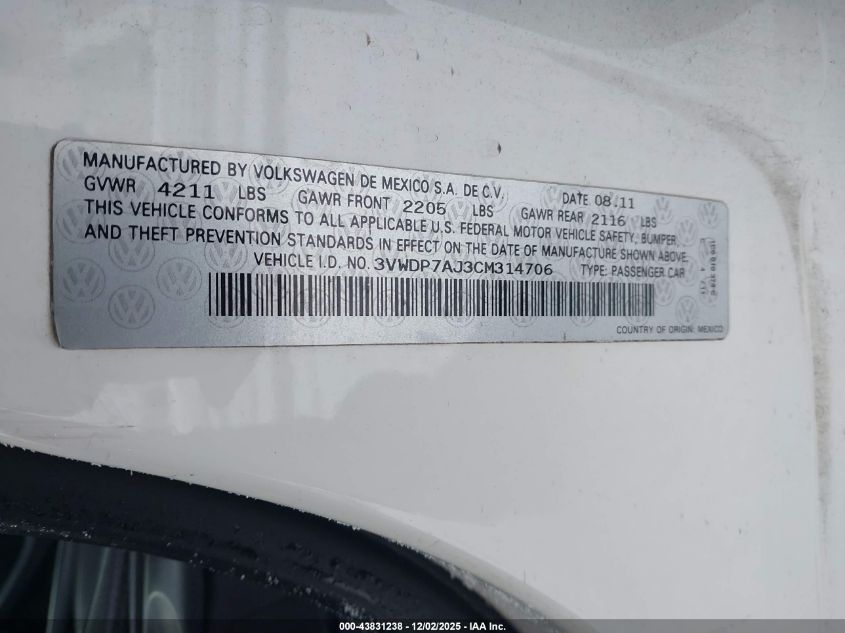 MANUFACTURED BY VOLKSWAGEN DE MEXICO S.A. DE C.V. DATE 08.11
GVWR 4211 LBS GAWR FRONT 2205 LBS GAWR REAR 2116 LBS
THIS VEHICLE CONFORMS TO ALL APPLICABLE U.S. FEDERAL MOTOR VEHICLE SAFETY, BUMPER,
AND THEFT PREVENTION STANDARDS IN EFFECT ON THE DATE OF MANUFACTURE SHOWN ABOVE.
VEHICLE I.D. NO. 3VWDP7AJ3CM314706 TYPE: PASSENGER CAR
COUNTRY OF ORIGIN: MEXICO
000-43831238 - 12/02/2025 - IAA Inc.